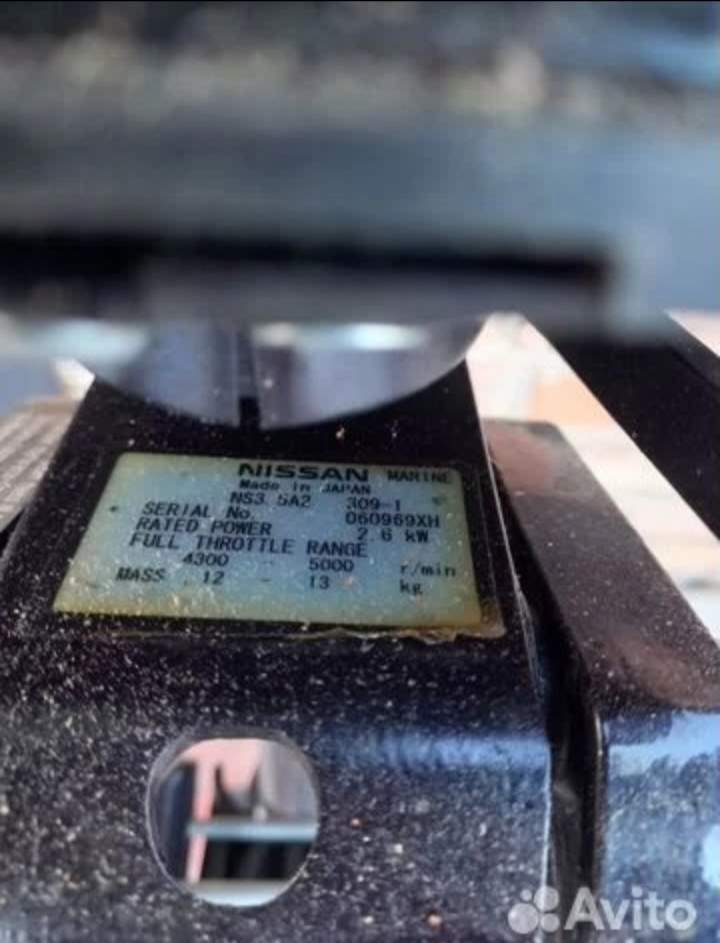 NISSAN MARINE
Made in JAPAN
NS3.5A2 309-1
SERIAL No. 060969XH
RATED POWER 2.6 kW
FULL THROTTLE RANGE
4300 - 5000 r/min
MASS 12 - 13 kg
Avito